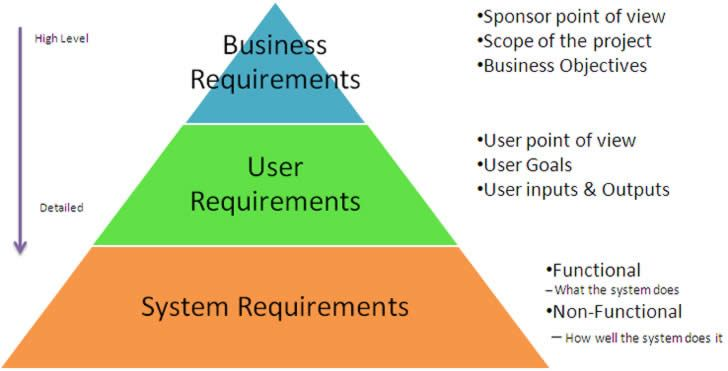 High Level
Business
Requirements
•Sponsor point of view
•Scope of the project
•Business Objectives
User
Requirements
•User point of view
•User Goals
•User inputs & Outputs
Detailed
System Requirements
•Functional
– What the system does
•Non-Functional
– How well the system does it